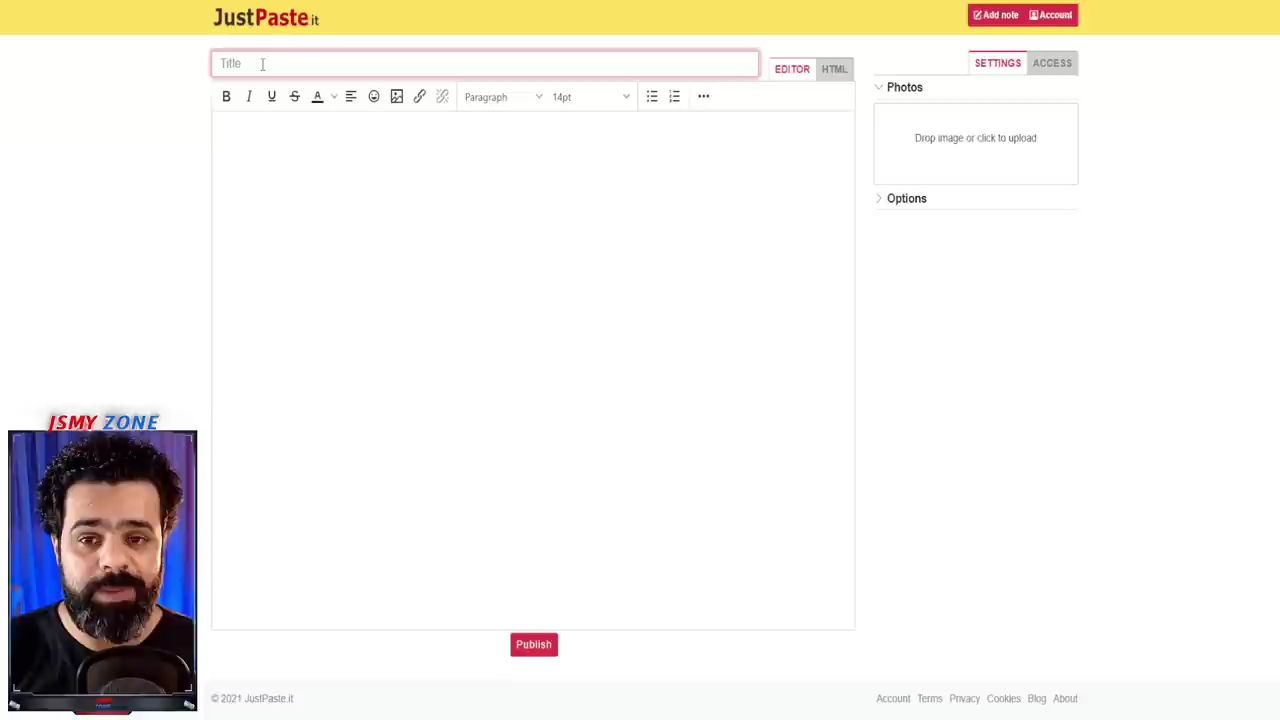 JustPaste it
Add note Account
Title
EDITOR HTML
SETTINGS ACCESS
Photos
B I U A Paragraph 14pt
Drop image or click to upload
Options
JSMY ZONE
Publish
© 2021 JustPaste.it
Account Terms Privacy Cookies Blog About